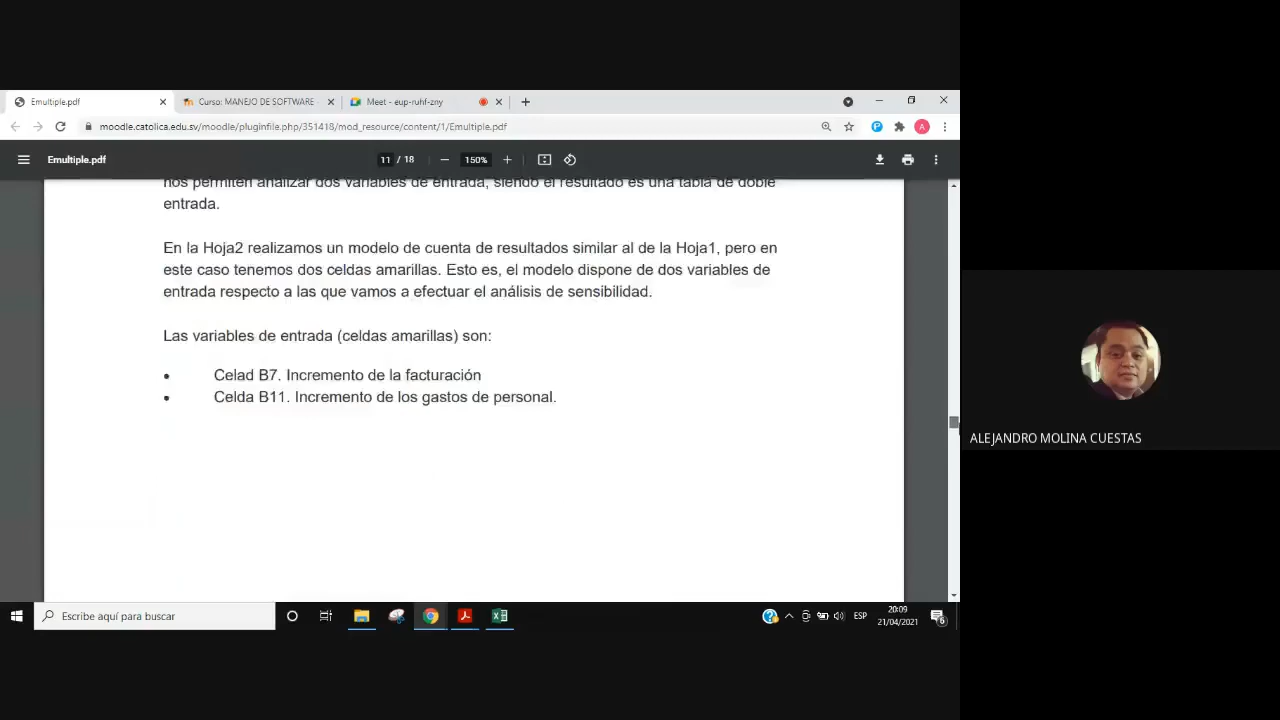 Emultiple.pdf
Curso: MANEJO DE SOFTWARE
Meet - eup-ruhf-zny
moodle.catolica.edu.sv/moodle/pluginfile.php/351418/mod_resource/content/1/Emultiple.pdf
A
Emultiple.pdf
11 / 18
150%
nos permiten analizar dos variables de entrada, siendo el resultado es una tabla de doble
entrada.
En la Hoja2 realizamos un modelo de cuenta de resultados similar al de la Hoja1, pero en
este caso tenemos dos celdas amarillas. Esto es, el modelo dispone de dos variables de
entrada respecto a las que vamos a efectuar el análisis de sensibilidad.
Las variables de entrada (celdas amarillas) son:
• Celad B7. Incremento de la facturación
• Celda B11. Incremento de los gastos de personal.
ALEJANDRO MOLINA CUESTAS
Escribe aquí para buscar
ESP
20:09
21/04/2021
6